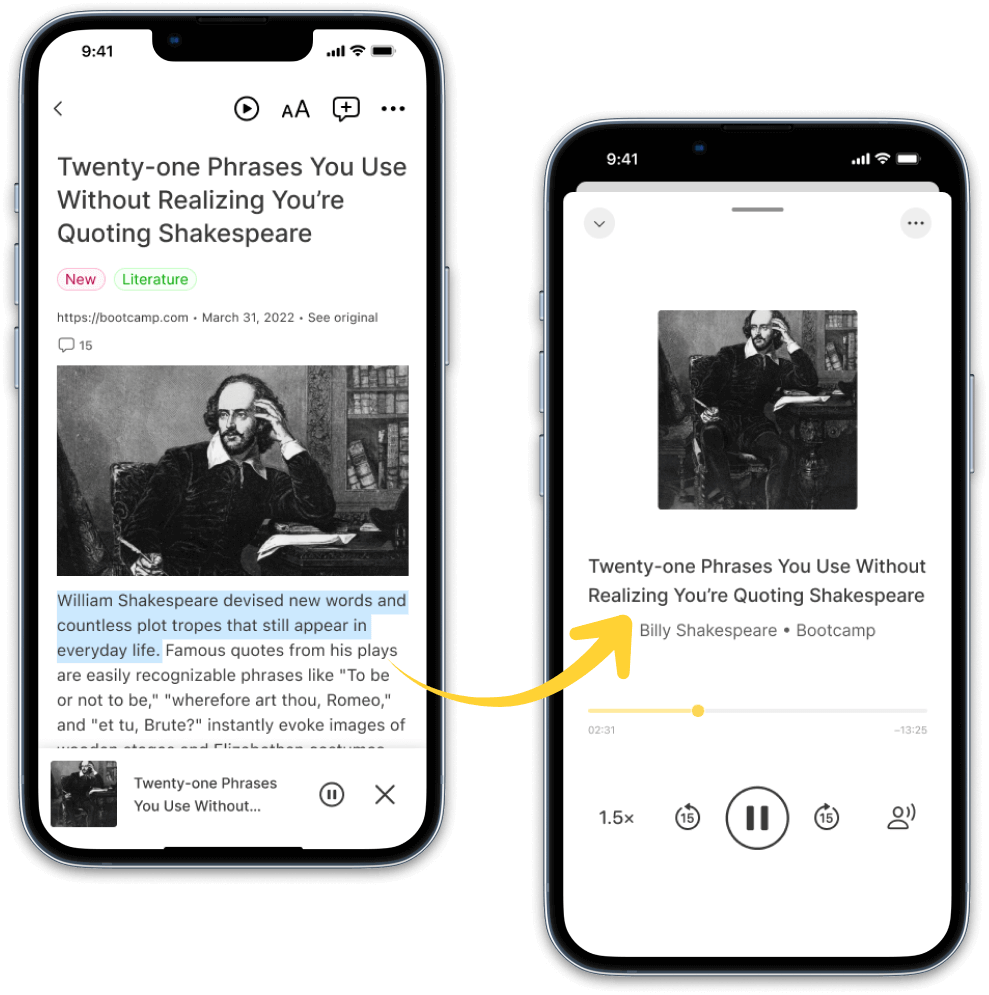 9:41
AA
Twenty-one Phrases You Use
Without Realizing You’re
Quoting Shakespeare
New Literature
https://bootcamp.com • March 31, 2022 • See original
15
William Shakespeare devised new words and
countless plot tropes that still appear in
everyday life. Famous quotes from his plays
are easily recognizable phrases like "To be
or not to be," "wherefore art thou, Romeo,"
and "et tu, Brute?" instantly evoke images of
wooden stages and Elizabethan costumes
Twenty-one Phrases
You Use Without...
9:41
Twenty-one Phrases You Use Without
Realizing You’re Quoting Shakespeare
Billy Shakespeare • Bootcamp
02:31
–13:25
1.5×
15
15